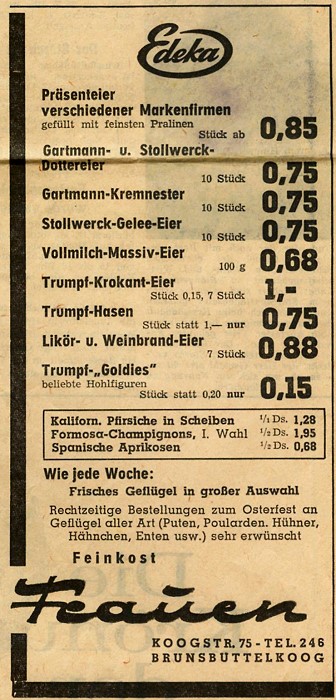 Edeka
Präsenteier
verschiedener Markenfirmen
gefüllt mit feinsten Pralinen
Stück ab 0,85
Gartmann- u. Stollwerck-
Dottereier
10 Stück 0,75
Gartmann-Kremnester
10 Stück 0,75
Stollwerck-Gelee-Eier
10 Stück 0,75
Vollmilch-Massiv-Eier
100 g 0,68
Trumpf-Krokant-Eier
Stück 0,15, 7 Stück 1,-
Trumpf-Hasen
Stück statt 1,— nur 0,75
Likör- u. Weinbrand-Eier
7 Stück 0,88
Trumpf-„Goldies"
beliebte Hohlfiguren
Stück statt 0,20 nur 0,15
Kaliforn. Pfirsiche in Scheiben 1/1 Ds. 1,28
Formosa-Champignons, I. Wahl 1/2 Ds. 1,95
Spanische Aprikosen 1/2 Ds. 0,68
Wie jede Woche:
Frisches Geflügel in großer Auswahl
Rechtzeitige Bestellungen zum Osterfest an
Geflügel aller Art (Puten, Poularden. Hühner,
Hähnchen, Enten usw.) sehr erwünscht
Feinkost
Frauen
KOOGSTR. 75 - TEL. 246
BRUNSBÜTTELKOOG